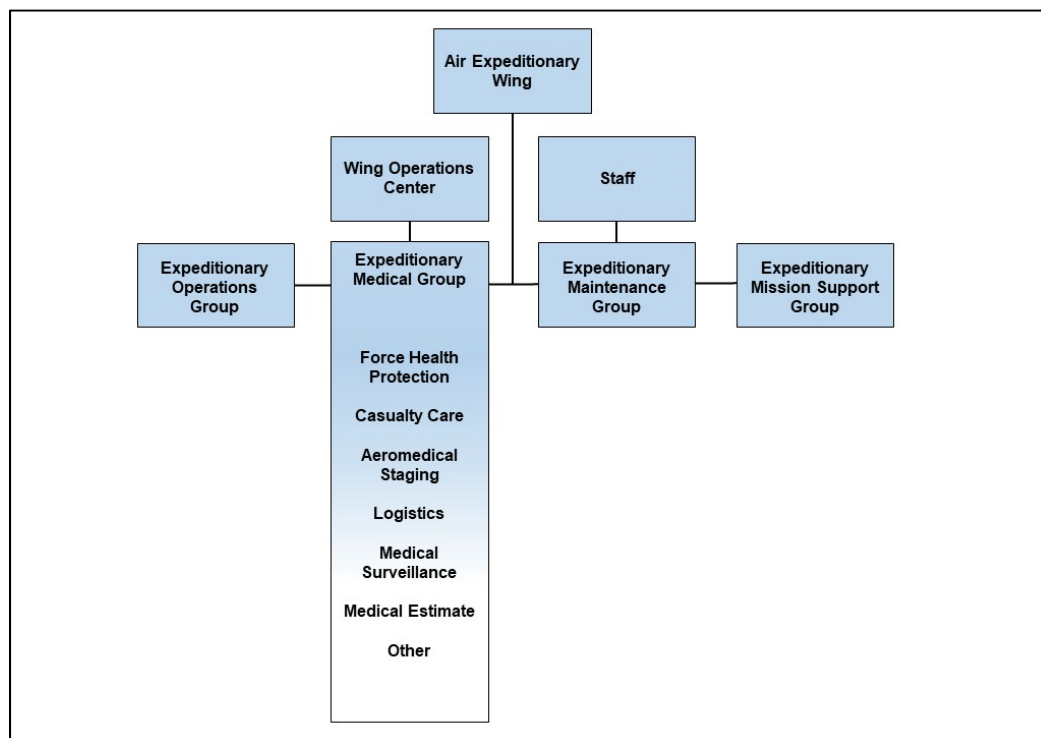 Air Expeditionary
Wing
Wing Operations
Center
Staff
Expeditionary
Operations
Group
Expeditionary
Medical Group
Force Health
Protection
Casualty Care
Aeromedical
Staging
Logistics
Medical
Surveillance
Medical Estimate
Other
Expeditionary
Maintenance
Group
Expeditionary
Mission Support
Group